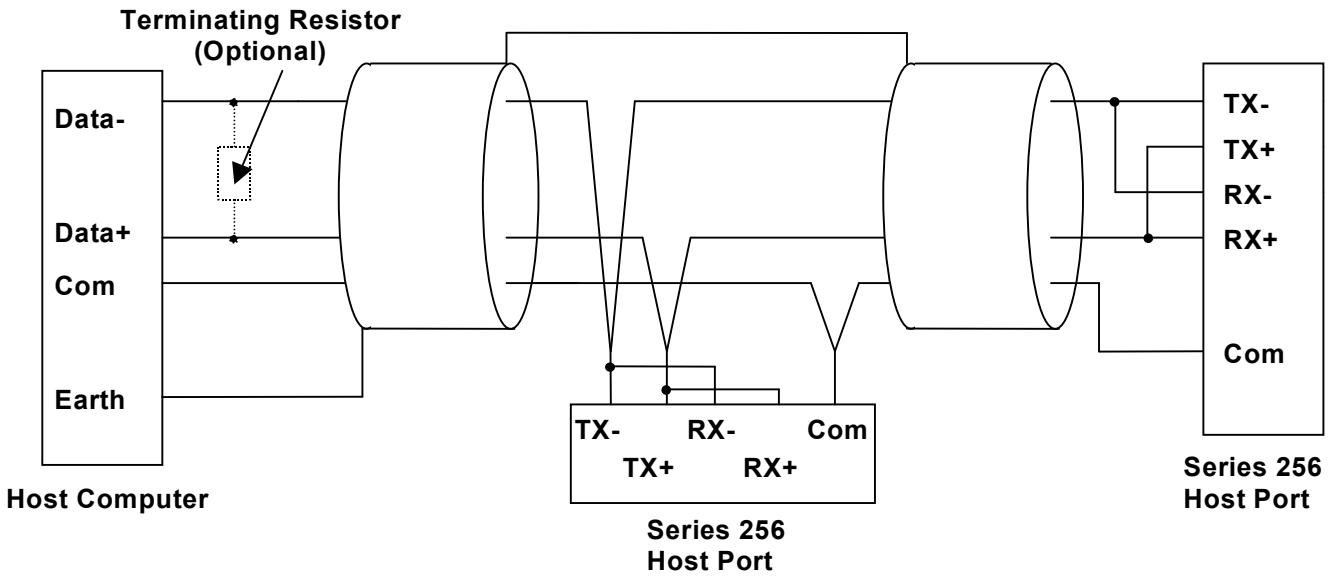 Terminating Resistor
(Optional)
Data-
Data+
Com
Earth
Host Computer
TX- RX- Com
TX+ RX+
Series 256
Host Port
TX-
TX+
RX-
RX+
Com
Series 256
Host Port